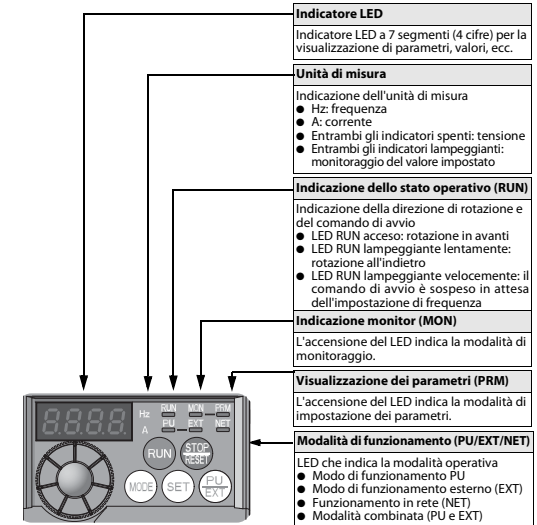 Indicatore LED
Indicatore LED a 7 segmenti (4 cifre) per la
visualizzazione di parametri, valori, ecc.
Unità di misura
Indicazione dell'unità di misura
● Hz: frequenza
● A: corrente
● Entrambi gli indicatori spenti: tensione
● Entrambi gli indicatori lampeggianti:
monitoraggio del valore impostato
Indicazione dello stato operativo (RUN)
Indicazione della direzione di rotazione e
del comando di avvio
● LED RUN acceso: rotazione in avanti
● LED RUN lampeggiante lentamente:
rotazione all'indietro
● LED RUN lampeggiante velocemente: il
comando di avvio è sospeso in attesa
dell'impostazione di frequenza
Indicazione monitor (MON)
L'accensione del LED indica la modalità di
monitoraggio.
Visualizzazione dei parametri (PRM)
L'accensione del LED indica la modalità di
impostazione dei parametri.
Modalità di funzionamento (PU/EXT/NET)
LED che indica la modalità operativa
● Modo di funzionamento PU
● Modo di funzionamento esterno (EXT)
● Funzionamento in rete (NET)
● Modalità combinata (PU e EXT)
8.8.8.8.
Hz RUN MON PRM
A PU EXT NET
RUN STOP
RESET
MODE SET PU
EXT